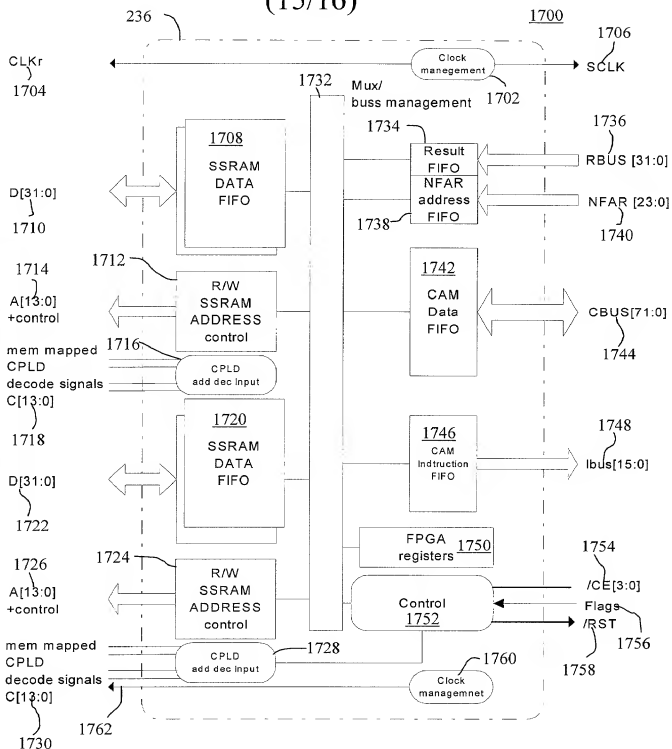 (15/16)
236
1700
CLKr
1704
Clock
manegement
1702
1706
SCLK
1732
Mux/
buss management
1708
SSRAM
DATA
FIFO
D[31:0]
1710
1734
Result
FIFO
1736
RBUS [31:0]
NFAR
address
FIFO
1738
NFAR [23:0]
1740
1714
A[13:0]
+control
1712
R/W
SSRAM
ADDRESS
control
1742
CAM
Data
FIFO
CBUS[71:0]
1744
mem mapped
CPLD
decode signals
C[13:0]
1718
1716
CPLD
add dec Input
1720
SSRAM
DATA
FIFO
D[31:0]
1722
1746
CAM
Indtruction
FIFO
1748
Ibus[15:0]
FPGA
registers
1750
1726
A[13:0]
+control
1724
R/W
SSRAM
ADDRESS
control
Control
1752
1754
/CE[3:0]
Flags
1756
/RST
1758
mem mapped
CPLD
decode signals
C[13:0]
1730
CPLD
add dec Input
1728
1760
Clock
managemnet
1762